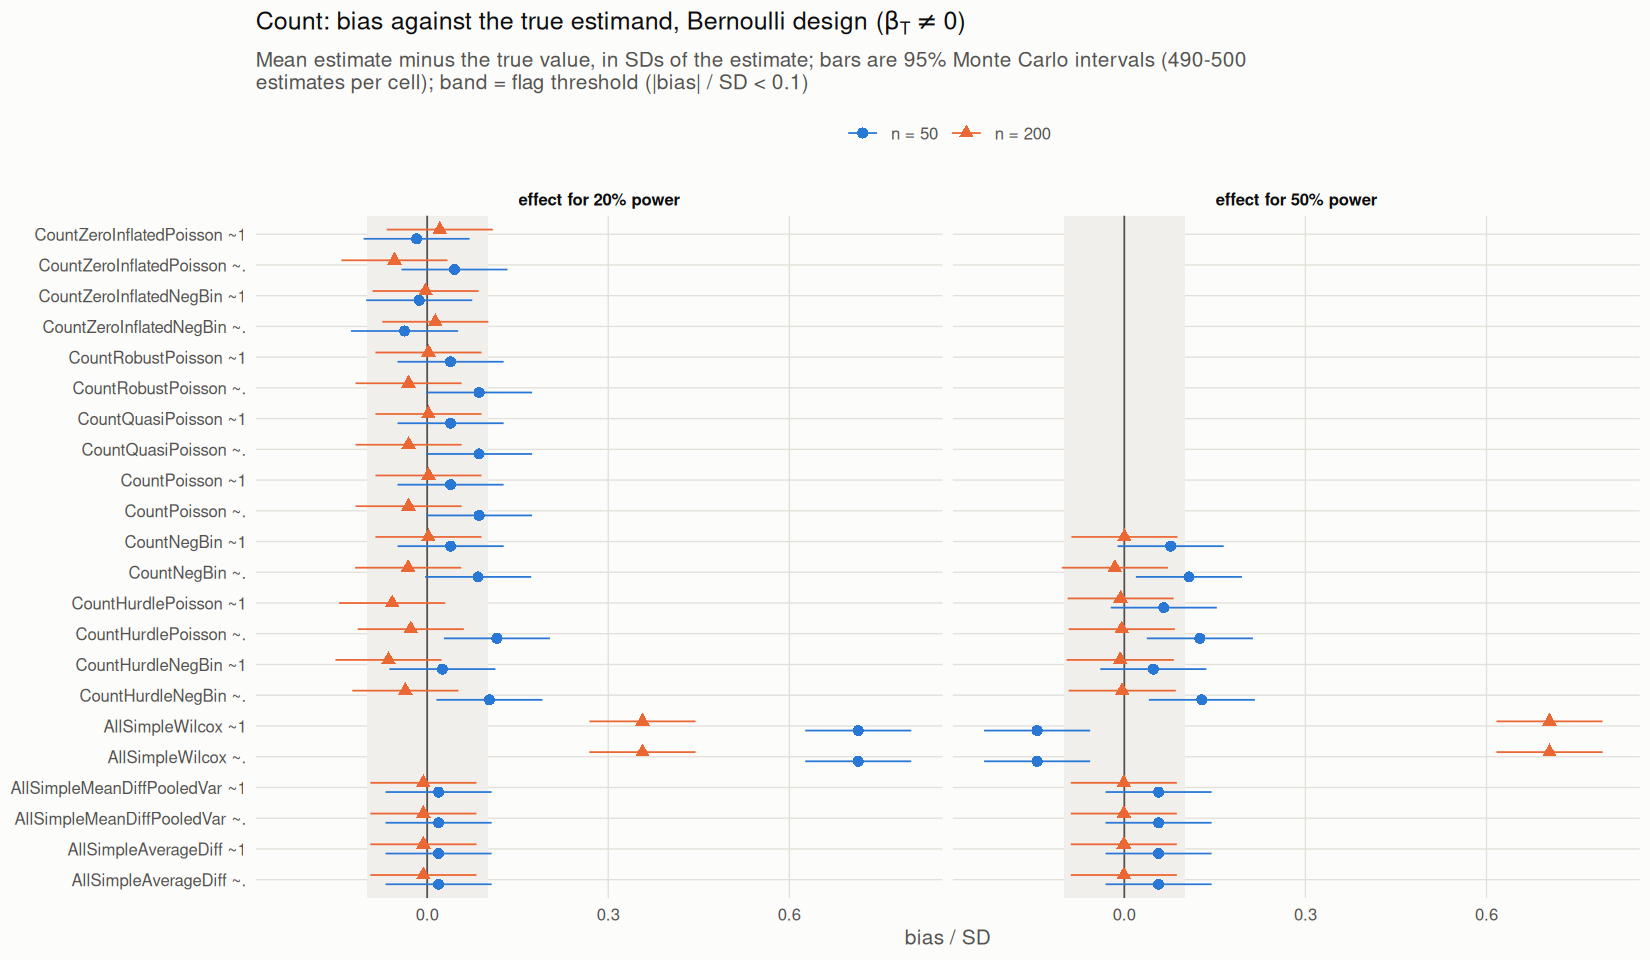 Count: bias against the true estimand, Bernoulli design (βT ≠ 0)
Mean estimate minus the true value, in SDs of the estimate; bars are 95% Monte Carlo intervals (490-500
estimates per cell); band = flag threshold (|bias| / SD < 0.1)
n = 50 n = 200
effect for 20% power effect for 50% power
CountZeroInflatedPoisson ~1
CountZeroInflatedPoisson ~.
CountZeroInflatedNegBin ~1
CountZeroInflatedNegBin ~.
CountRobustPoisson ~1
CountRobustPoisson ~.
CountQuasiPoisson ~1
CountQuasiPoisson ~.
CountPoisson ~1
CountPoisson ~.
CountNegBin ~1
CountNegBin ~.
CountHurdlePoisson ~1
CountHurdlePoisson ~.
CountHurdleNegBin ~1
CountHurdleNegBin ~.
AllSimpleWilcox ~1
AllSimpleWilcox ~.
AllSimpleMeanDiffPooledVar ~1
AllSimpleMeanDiffPooledVar ~.
AllSimpleAverageDiff ~1
AllSimpleAverageDiff ~.
0.0 0.3 0.6 0.0 0.3 0.6
bias / SD